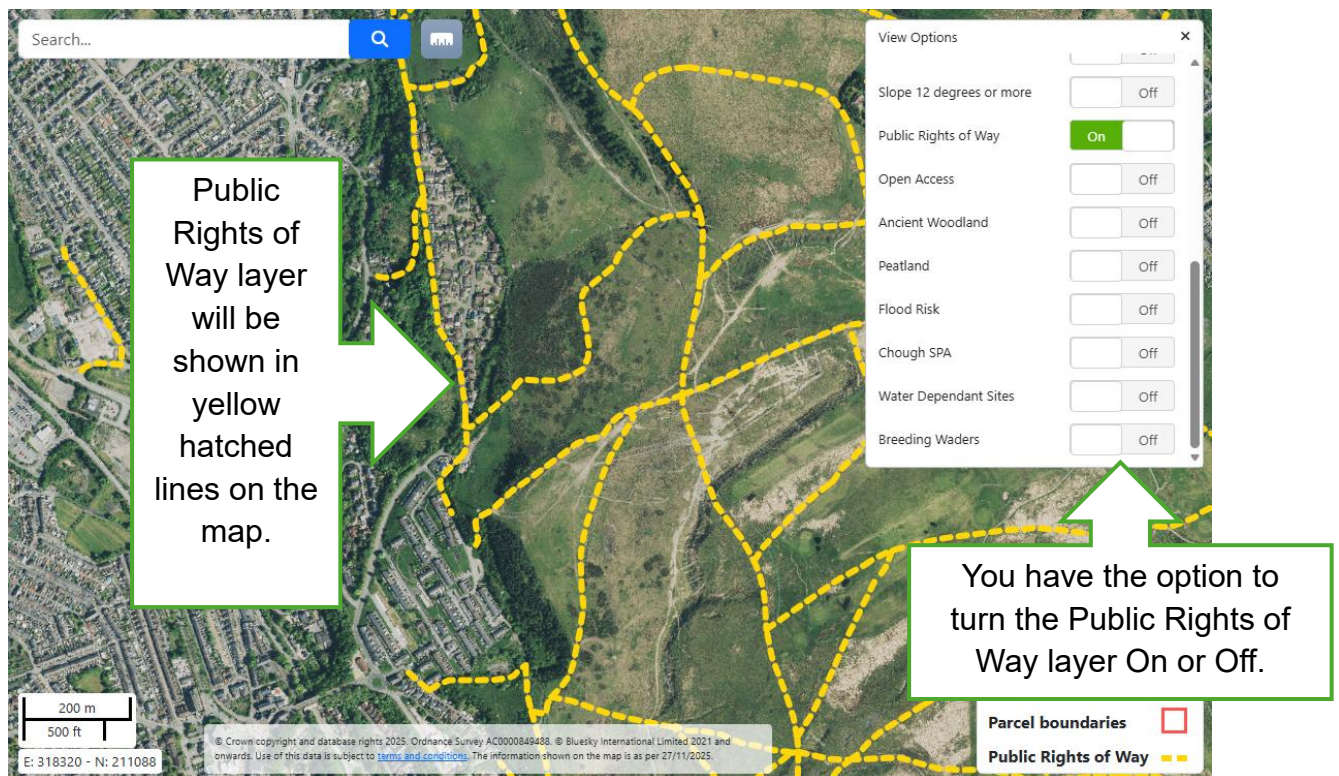 Search...
View Options
Slope 12 degrees or more
Off
Public Rights of Way
On
Open Access
Off
Ancient Woodland
Off
Peatland
Off
Flood Risk
Off
Chough SPA
Off
Water Dependant Sites
Off
Breeding Waders
Off
Public
Rights of
Way layer
will be
shown in
yellow
hatched
lines on the
map.
You have the option to
turn the Public Rights of
Way layer On or Off.
200 m
500 ft
E: 318320 - N: 211088
© Crown copyright and database rights 2025. Ordnance Survey AC0000849488. © Bluesky International Limited 2021 and
onwards. Use of this data is subject to terms and conditions. The information shown on the map is as per 27/11/2025.
Parcel boundaries
Public Rights of Way